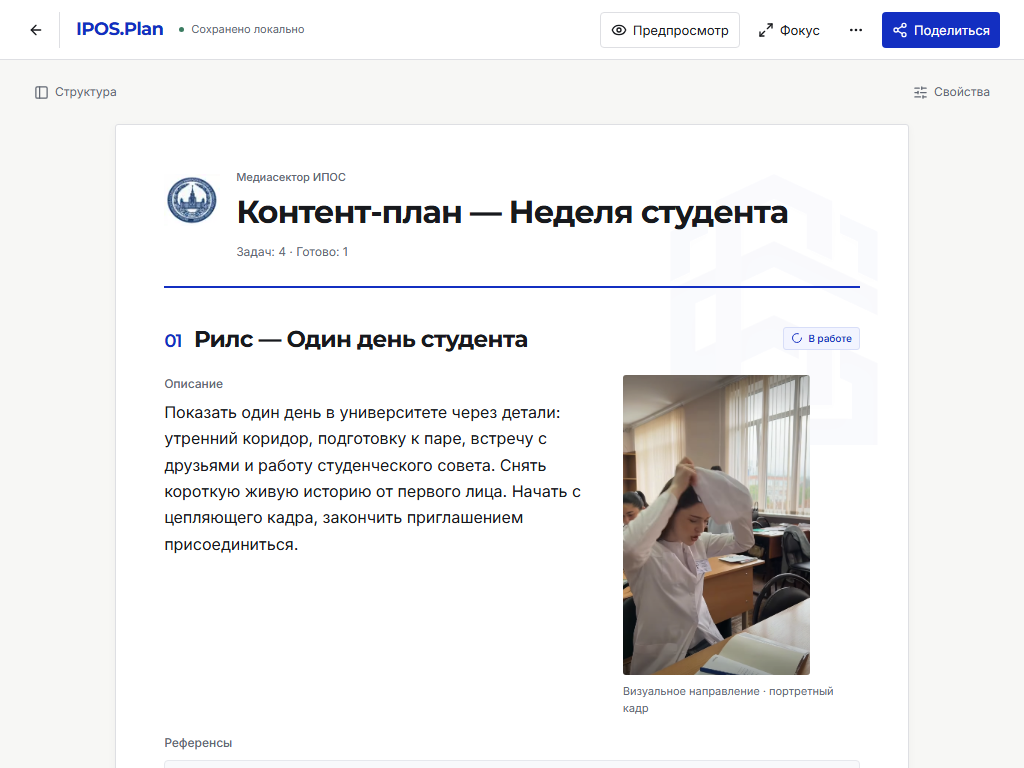 IPOS.Plan
Сохранено локально
Предпросмотр
Фокус
Поделиться
Структура
Свойства
Медиасектор ИПОС
Контент-план — Неделя студента
Задач: 4 · Готово: 1
01 Рилс — Один день студента
В работе
Описание
Показать один день в университете через детали:
утренний коридор, подготовку к паре, встречу с
друзьями и работу студенческого совета. Снять
короткую живую историю от первого лица. Начать с
цепляющего кадра, закончить приглашением
присоединиться.
Визуальное направление · портретный
кадр
Референсы